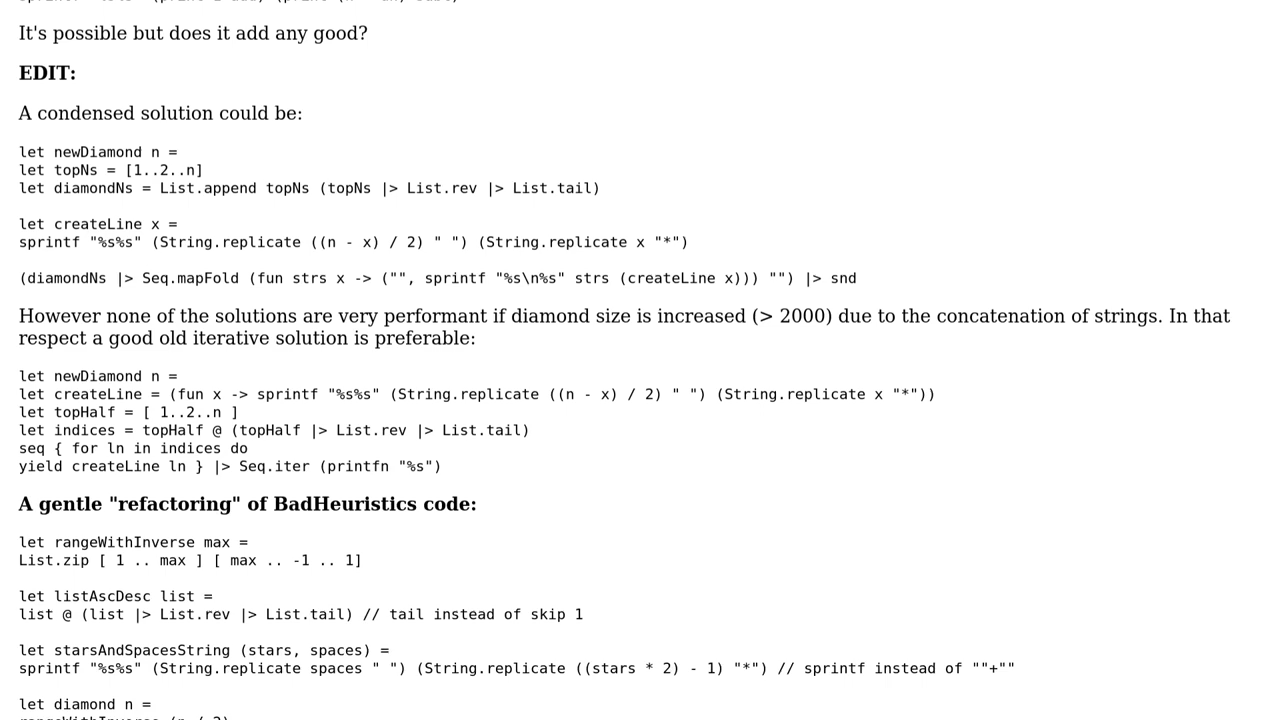 It's possible but does it add any good?
EDIT:
A condensed solution could be:
let newDiamond n =
let topNs = [1..2..n]
let diamondNs = List.append topNs (topNs |> List.rev |> List.tail)
let createLine x =
sprintf "%s%s" (String.replicate ((n - x) / 2) " ") (String.replicate x "*")
(diamondNs |> Seq.mapFold (fun strs x -> ("", sprintf "%s\n%s" strs (createLine x))) "") |> snd
However none of the solutions are very performant if diamond size is increased (> 2000) due to the concatenation of strings. In that
respect a good old iterative solution is preferable:
let newDiamond n =
let createLine = (fun x -> sprintf "%s%s" (String.replicate ((n - x) / 2) " ") (String.replicate x "*"))
let topHalf = [ 1..2..n ]
let indices = topHalf @ (topHalf |> List.rev |> List.tail)
seq { for ln in indices do
yield createLine ln } |> Seq.iter (printfn "%s")
A gentle "refactoring" of BadHeuristics code:
let rangeWithInverse max =
List.zip [ 1 .. max ] [ max .. -1 .. 1]
let listAscDesc list =
list @ (list |> List.rev |> List.tail) // tail instead of skip 1
let starsAndSpacesString (stars, spaces) =
sprintf "%s%s" (String.replicate spaces " ") (String.replicate ((stars * 2) - 1) "*") // sprintf instead of ""+""
let diamond n =